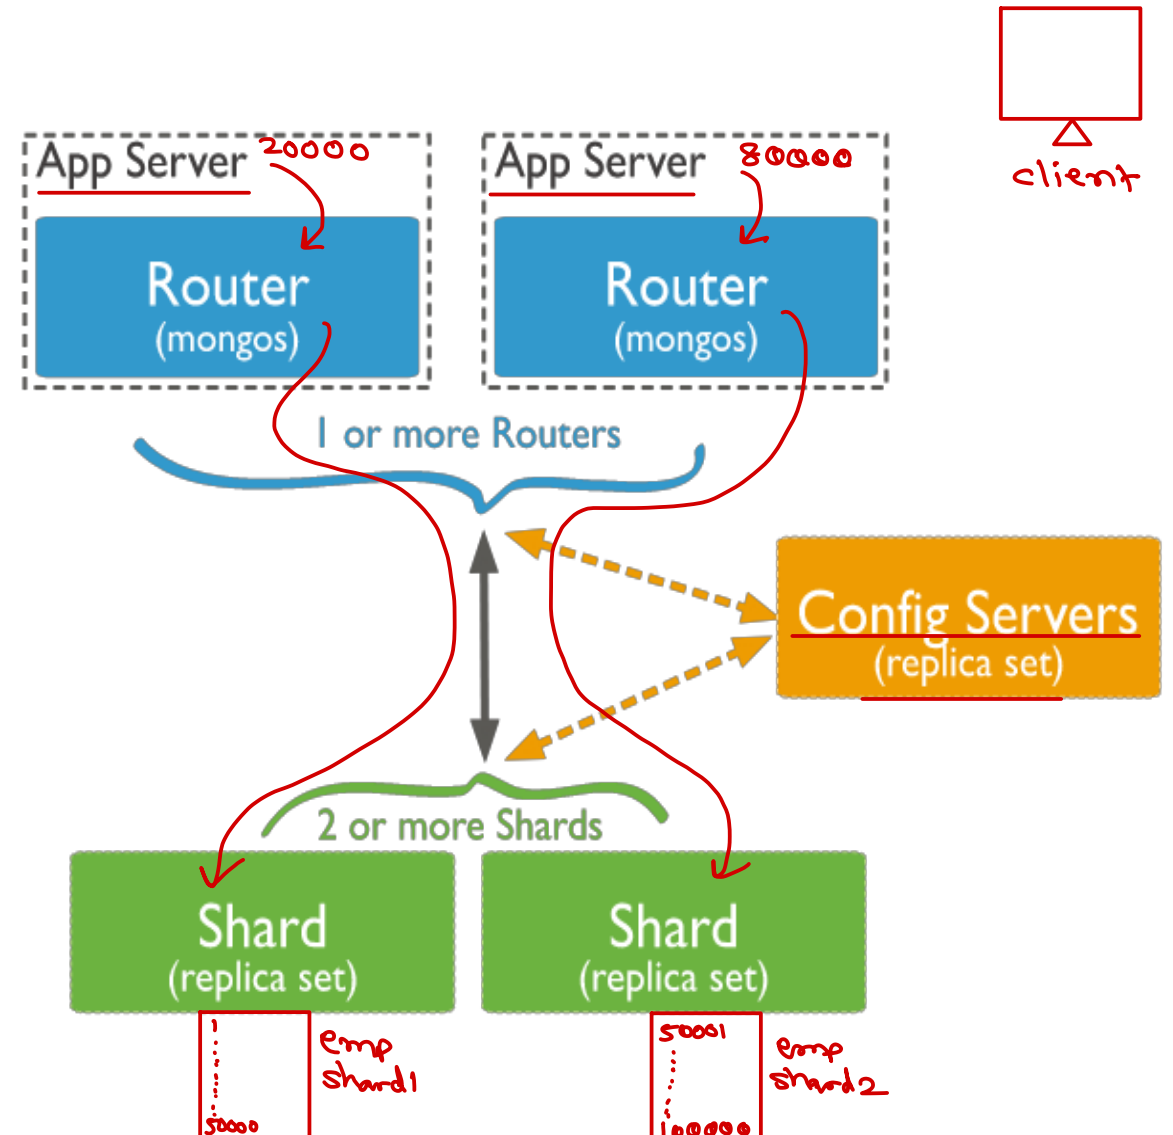 client
App Server 20000
Router
(mongos)
App Server 80000
Router
(mongos)
1 or more Routers
Config Servers
(replica set)
2 or more Shards
Shard
(replica set)
Shard
(replica set)
1
50000
emp
shard1
50001
100000
emp
shard2